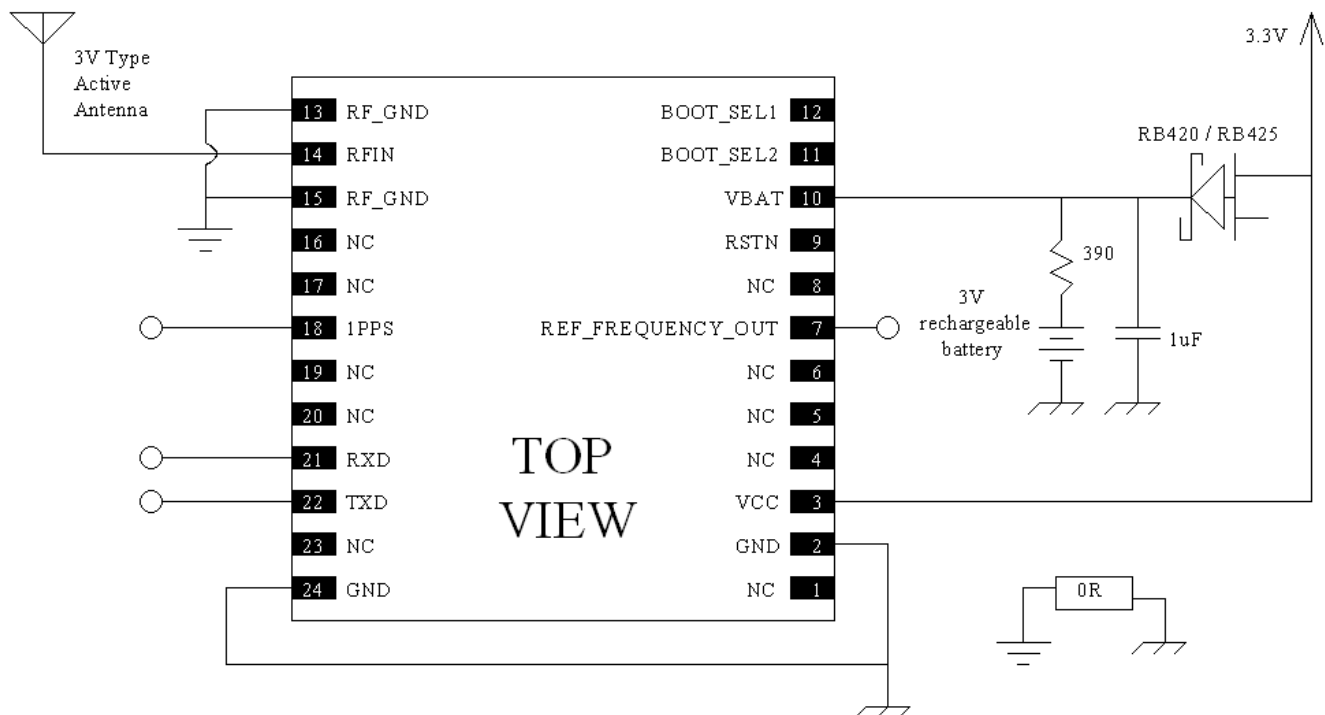 3.3V
3V Type
Active
Antenna
RB420 / RB425
13 RF_GND
BOOT_SEL1 12
14 RFIN
BOOT_SEL2 11
15 RF_GND
VBAT 10
16 NC
RSTN 9
390
17 NC
NC 8
3V
rechargeable
battery
18 1PPS
REF_FREQUENCY_OUT 7
1uF
19 NC
NC 6
20 NC
NC 5
21 RXD
NC 4
TOP
VIEW
22 TXD
VCC 3
23 NC
GND 2
24 GND
NC 1
0R